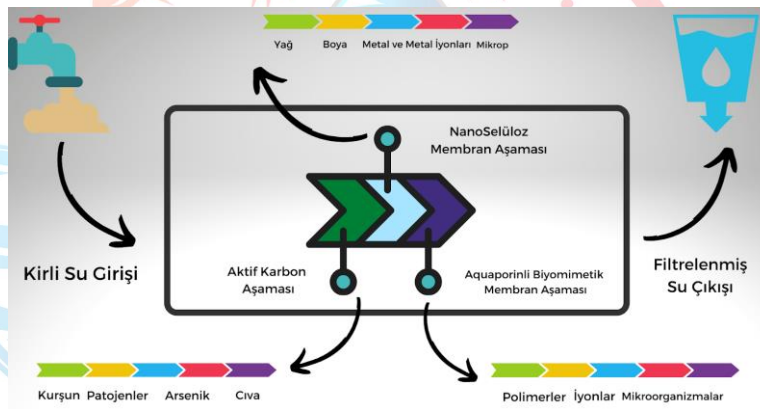 Yağ Boya Metal ve Metal İyonları Mikrop
NanoSelüloz
Membran Aşaması
Kirli Su Girişi
Aktif Karbon
Aşaması
Aquaporinli Biyomimetik
Membran Aşaması
Filtrelenmiş
Su Çıkışı
Kurşun Patojenler Arsenik Cıva
Polimerler İyonlar Mikroorganizmalar